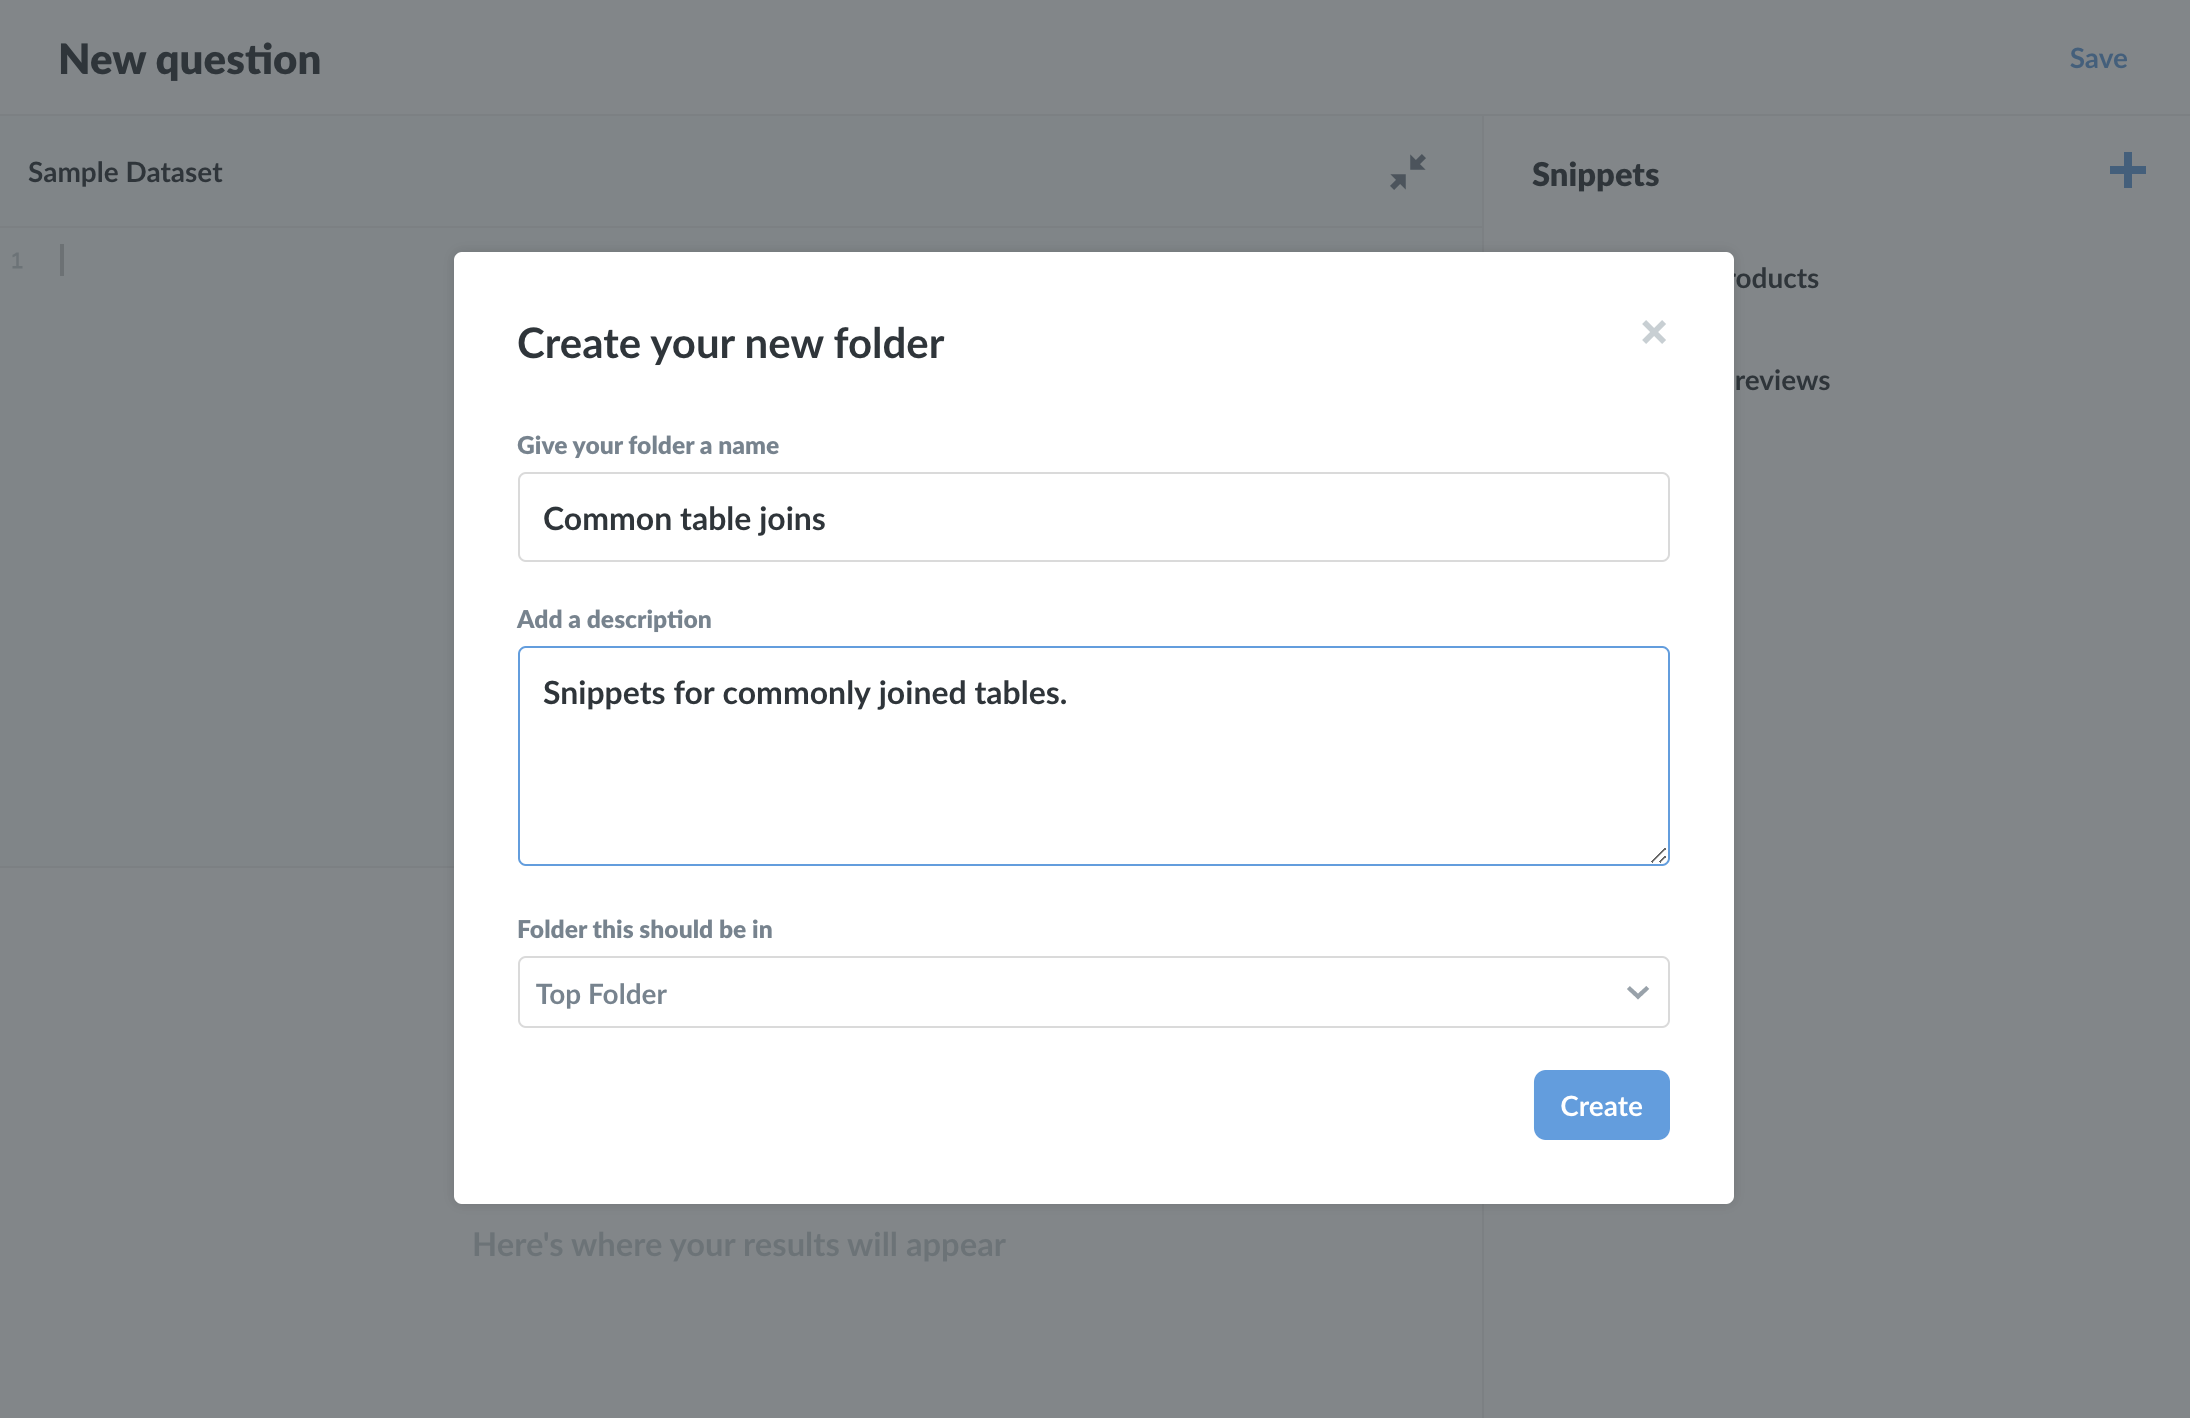 New question
Save
Sample Dataset
Snippets
1
Create your new folder
Give your folder a name
Common table joins
Add a description
Snippets for commonly joined tables.
Folder this should be in
Top Folder
Create
reviews
Here's where your results will appear